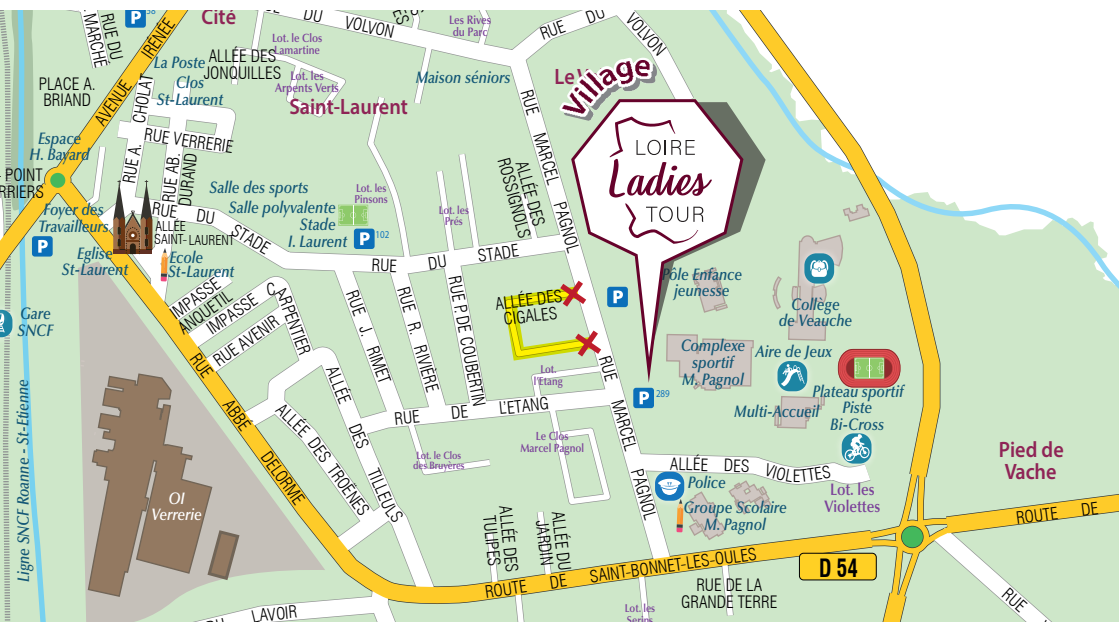 Cité
RUE DU MARCHÉ
P
AVENUE IRÉNÉE
DU VOLVON
RUE DU VOLVON
Les Rives
du Parc
Lot. le Clos
Lamartine
ALLÉE DES
JONQUILLES
La Poste
Clos
St-Laurent
Lot. les
Arpents Verts
Saint-Laurent
Maison séniors
Village
PLACE A.
BRIAND
RUE A. CHOLAT
RUE VERRERIE
RUE AB. DURAND
Espace
H. Bayard
POINT
Foyer des
Travailleurs
P
Eglise
St-Laurent
ALLÉE
SAINT-LAURENT
Ecole
St-Laurent
RUE DU STADE
Salle des sports
Salle polyvalente
Stade
I. Laurent
P 102
Lot. les
Pinsons
Lot. les
Prés
ALLÉE DES
ROSSIGNOLS
RUE MARCEL PAGNOL
LOIRE
Ladies
TOUR
RUE DU STADE
ALLÉE DES
CIGALES
P
Pôle Enfance
jeunesse
Collège
de Veauche
Gare
SNCF
IMPASSE
ANQUETIL
IMPASSE CARPENTIER
RUE AVENIR
RUE J. RIMET
RUE R. RIVIÈRE
RUE P. DE COUBERTIN
Complexe
sportif
M. Pagnol
Aire de Jeux
Plateau sportif
Piste
Bi-Cross
Multi-Accueil
P 289
Lot.
l'Etang
RUE DE L'ETANG
RUE MARCEL PAGNOL
Le Clos
Marcel Pagnol
Lot. le Clos
des Bruyères
ALLÉE DES TILLEULS
ALLÉE DES TROËNES
RUE ABBÉ DELORME
OI
Verrerie
Ligne SNCF Roanne - St-Etienne
ALLÉE DES VIOLETTES
Lot. les
Violettes
Police
Groupe Scolaire
M. Pagnol
Pied de
Vache
ALLÉE DES
TULIPES
ALLÉE DU
JARDIN
ROUTE DE SAINT-BONNET-LES-OULES
D 54
ROUTE DE
RUE DE LA
GRANDE TERRE
RUE
LAVOIR
Lot. les